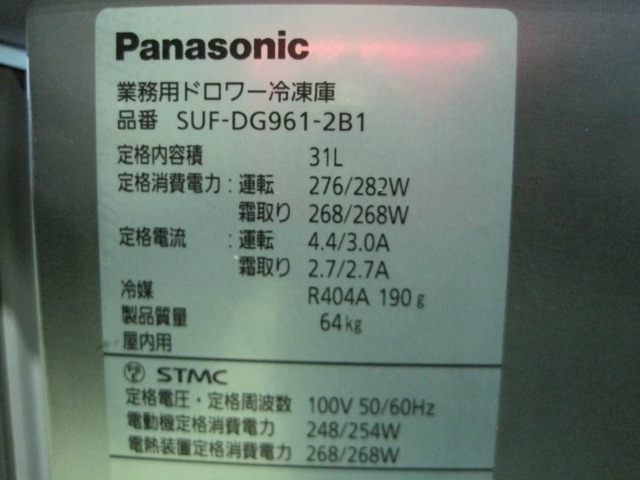 Panasonic
業務用ドロワー冷凍庫
品番 SUF-DG961-2B1
定格内容積 31L
定格消費電力:運転 276/282W
霜取り 268/268W
定格電流 :運転 4.4/3.0A
霜取り 2.7/2.7A
冷媒 R404A 190g
製品質量 64kg
屋内用
STMC
定格電圧・定格周波数 100V 50/60Hz
電動機定格消費電力 248/254W
電熱装置定格消費電力 268/268W